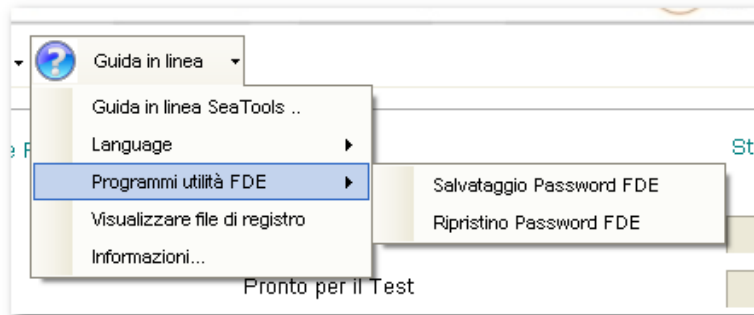 Guida in linea
Guida in linea SeaTools ..
Language
Programmi utilità FDE
Salvataggio Password FDE
Visualizzare file di registro
Ripristino Password FDE
Informazioni...
Pronto per il Test